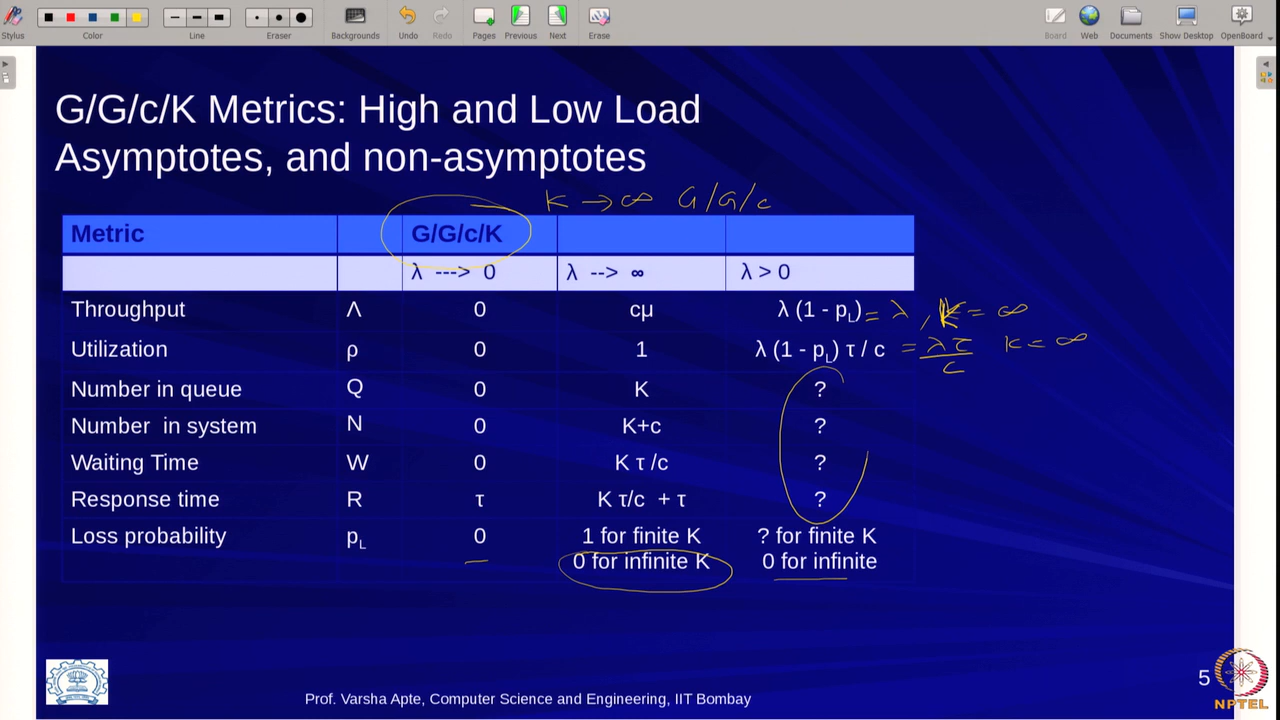 Stylus Color Line Eraser Backgrounds Undo Redo Pages Previous Next Erase Board Web Documents Show Desktop OpenBoard
G/G/c/K Metrics: High and Low Load
Asymptotes, and non-asymptotes
K → ∞ G/G/c
Metric G/G/c/K
λ ---> 0 λ --> ∞ λ > 0
Throughput Λ 0 cμ λ (1 - pL) = λ, K = ∞
Utilization ρ 0 1 λ (1 - pL) τ / c = λτ/c K = ∞
Number in queue Q 0 K ?
Number in system N 0 K+c ?
Waiting Time W 0 K τ /c ?
Response time R τ K τ/c + τ ?
Loss probability pL 0 1 for finite K ? for finite K
0 for infinite K 0 for infinite
Prof. Varsha Apte, Computer Science and Engineering, IIT Bombay
5
NPTEL